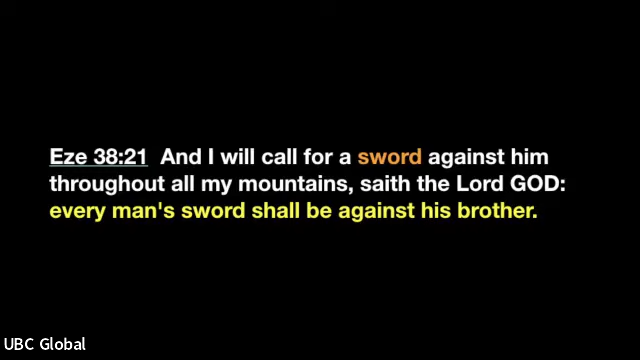 Eze 38:21 And I will call for a sword against him
throughout all my mountains, saith the Lord GOD:
every man's sword shall be against his brother.
UBC Global